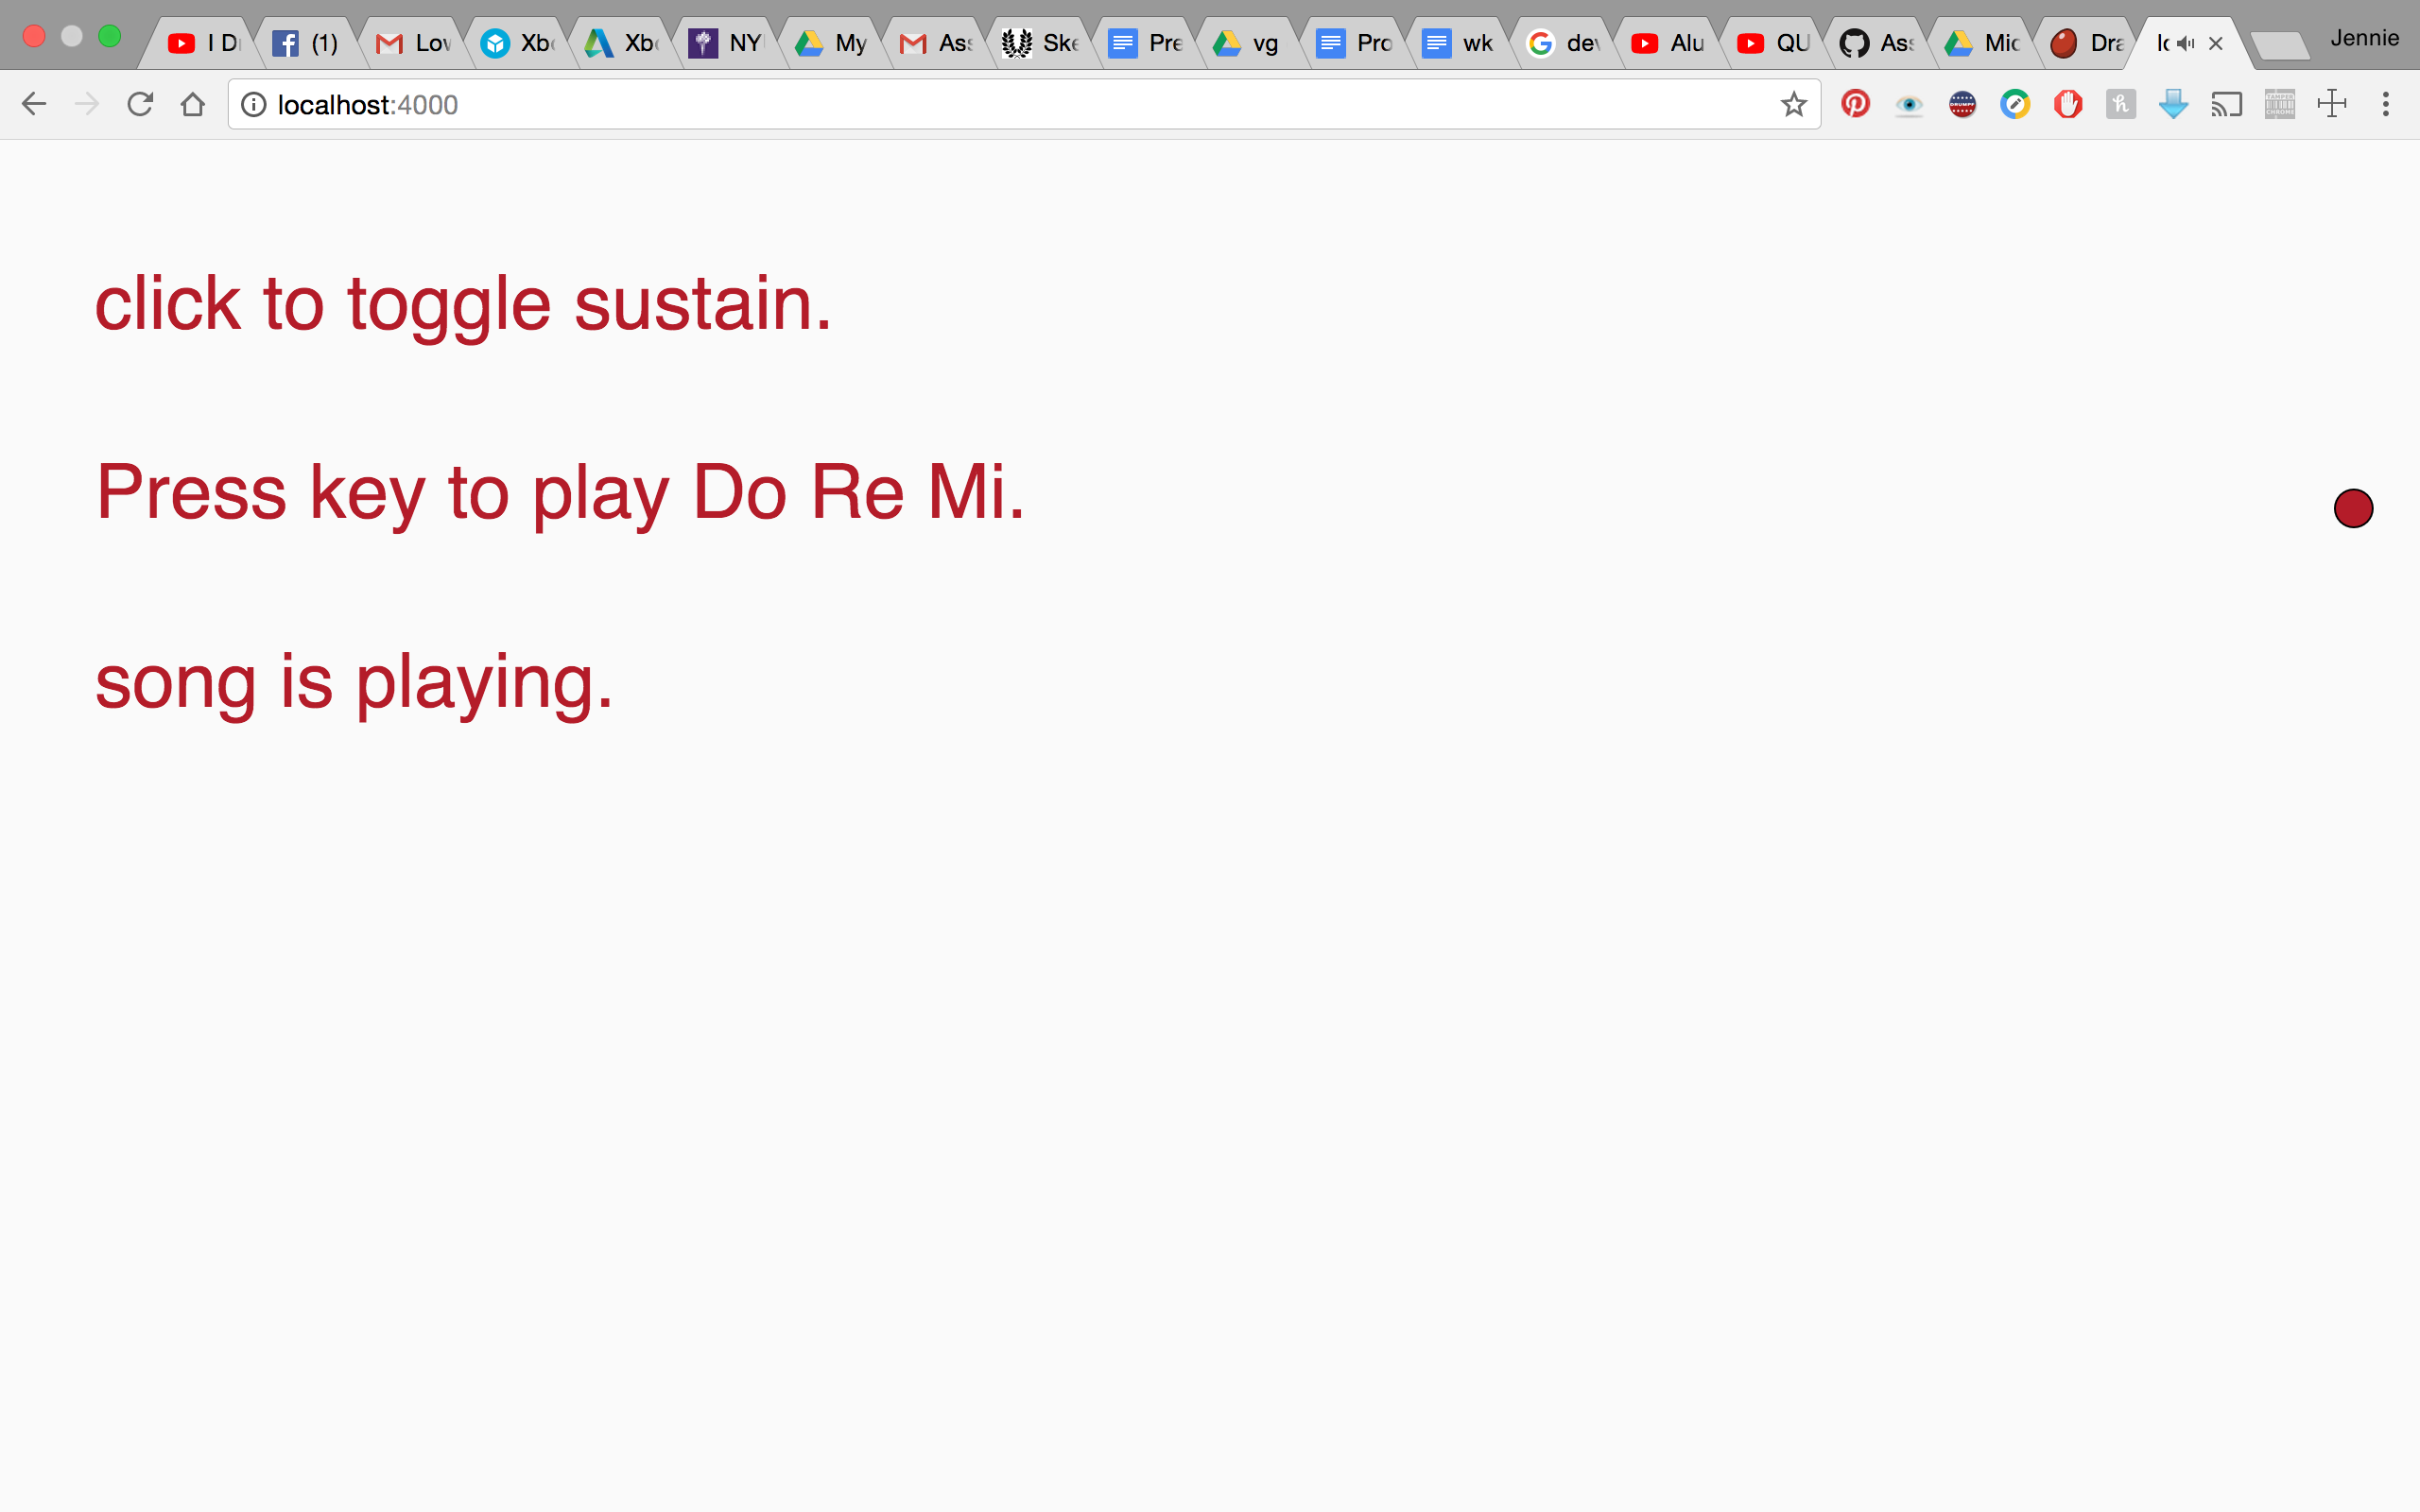 I D
(1)
Lov
Xb
Xb
NY
My
Ass
Ske
Pre
vg
Pro
wk
dev
Alu
QU
Ass
Mic
Dra
lo
Jennie
localhost:4000
click to toggle sustain.
Press key to play Do Re Mi.
song is playing.